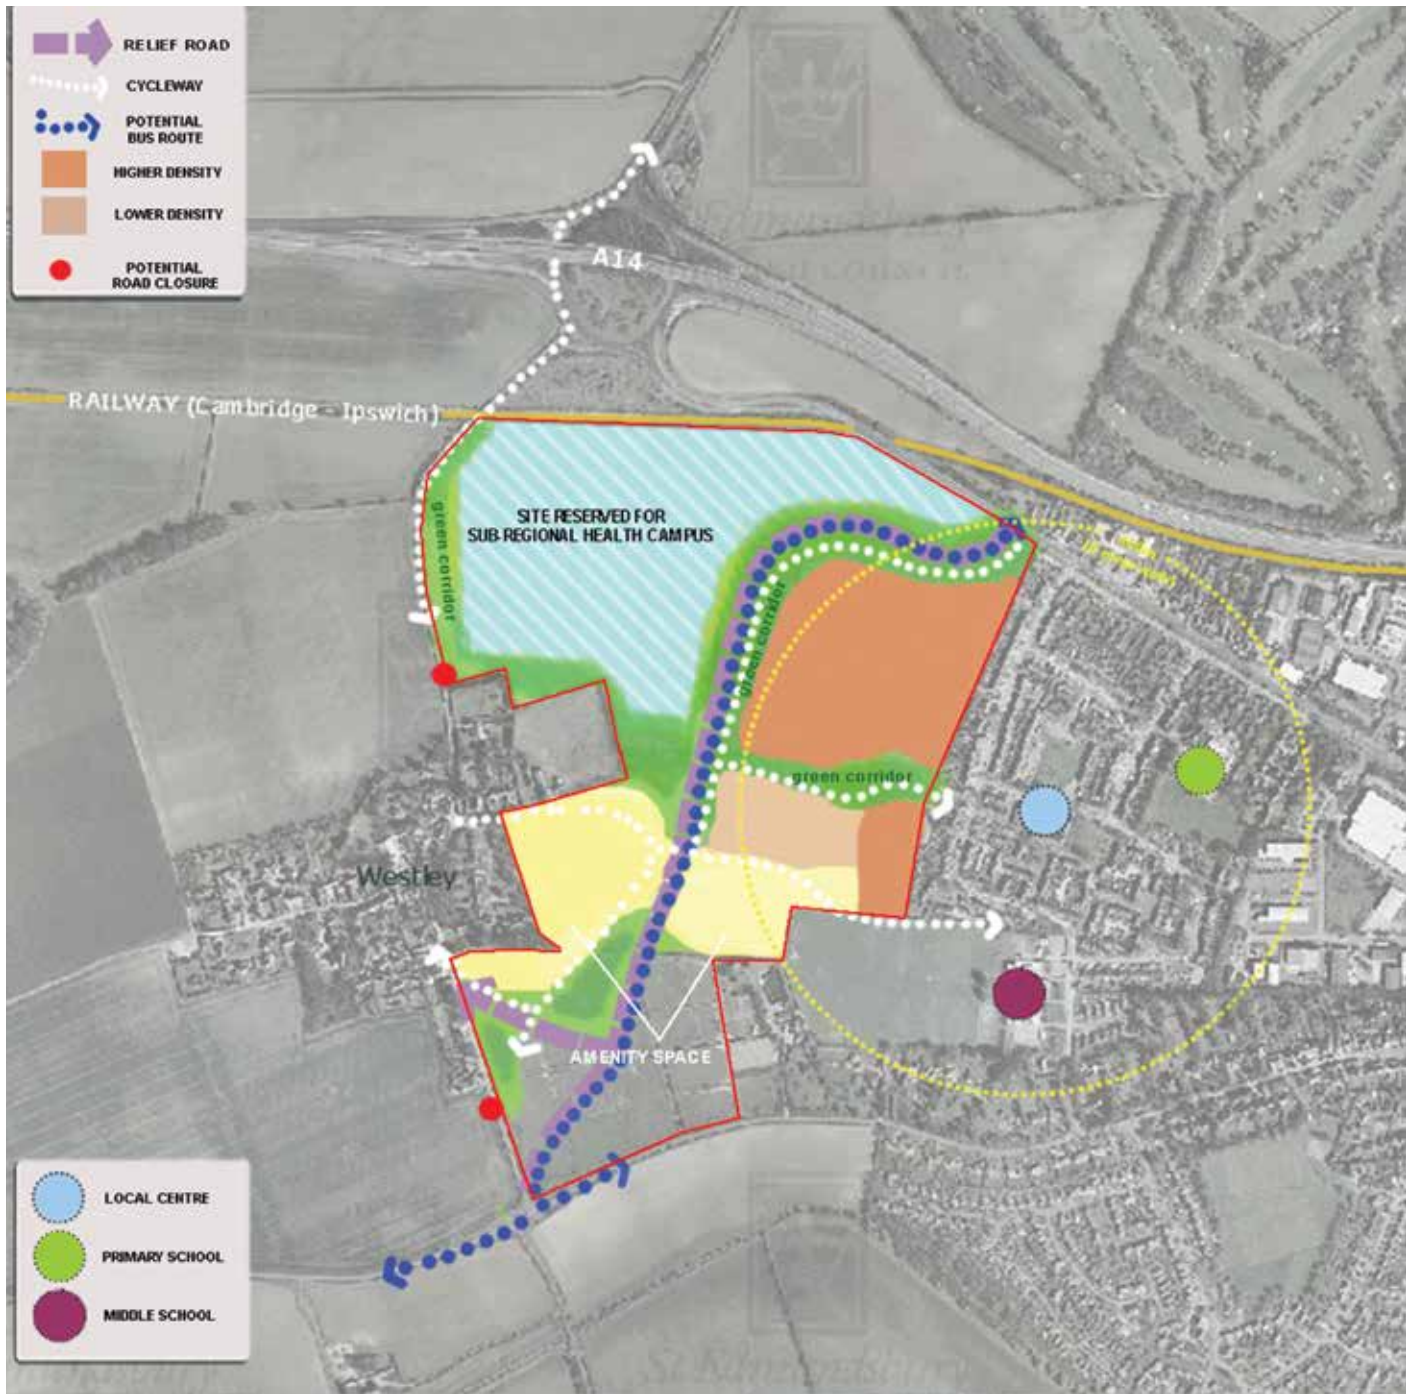 RELIEF ROAD
CYCLEWAY
POTENTIAL
BUS ROUTE
HIGHER DENSITY
LOWER DENSITY
POTENTIAL
ROAD CLOSURE
A14
RAILWAY (Cambridge - Ipswich)
SITE RESERVED FOR
SUB-REGIONAL HEALTH CAMPUS
green corridor
green corridor
green corridor
Westley
AMENITY SPACE
LOCAL CENTRE
PRIMARY SCHOOL
MIDDLE SCHOOL